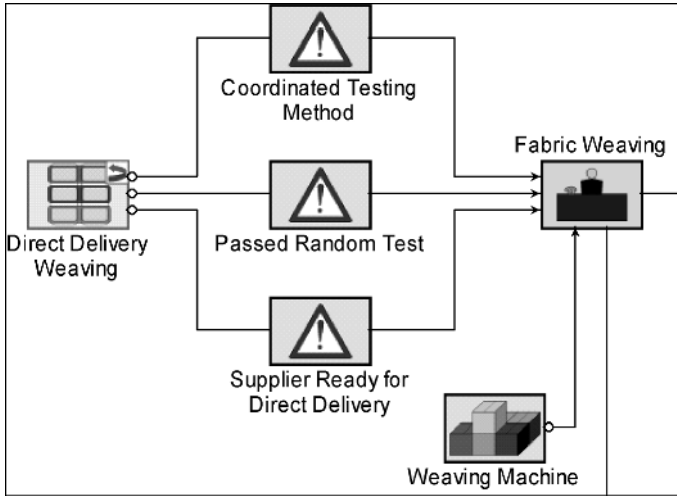 Coordinated Testing
Method
Fabric Weaving
Direct Delivery
Weaving
Passed Random Test
Supplier Ready for
Direct Delivery
Weaving Machine